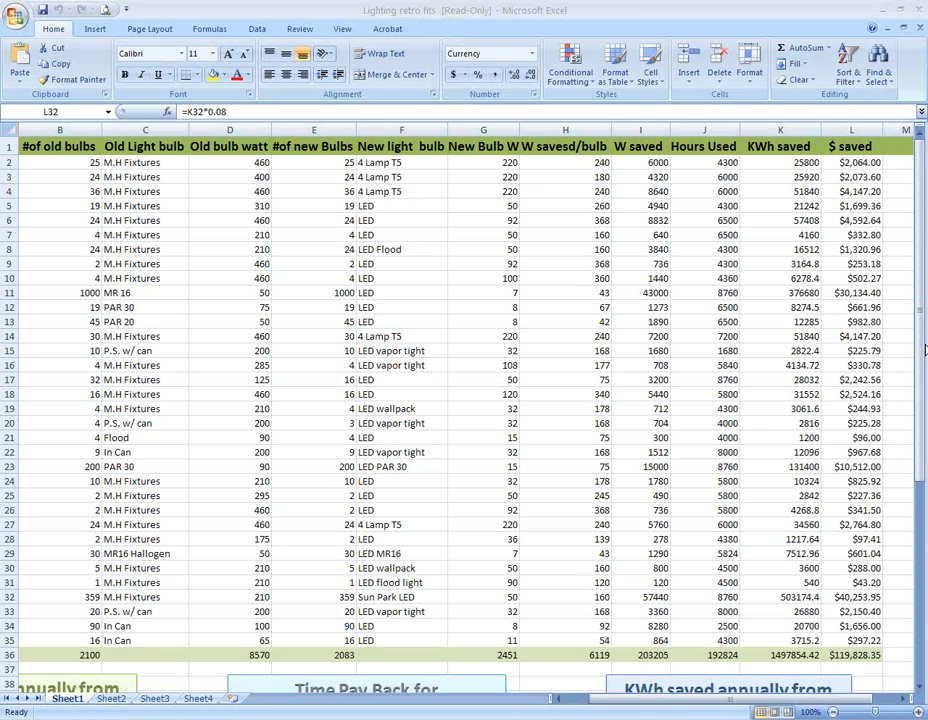 Lighting retro fits  [Read-Only] - Microsoft Excel
Home Insert Page Layout Formulas Data Review View Acrobat
Cut
Copy
Format Painter
Paste
Calibri 11 A A
Wrap Text
Currency
B I U A
Merge & Center
$ % ,
Conditional Formatting
Format as Table
Cell Styles
Insert Delete Format
Σ AutoSum
Fill
Clear
Sort & Filter
Find & Select
Clipboard Font Alignment Number Styles Cells Editing
L32 fx =K32*0.08
B C D E F G H I J K L M
1 #of old bulbs Old Light bulb Old bulb watt #of new Bulbs New light bulb New Bulb W W savesd/bulb W saved Hours Used KWh saved $ saved
2 25 M.H Fixtures 460 25 4 Lamp T5 220 240 6000 4300 25800 $2,064.00
3 24 M.H Fixtures 400 24 4 Lamp T5 220 180 4320 6000 25920 $2,073.60
4 36 M.H Fixtures 460 36 4 Lamp T5 220 240 8640 6000 51840 $4,147.20
5 19 M.H Fixtures 310 19 LED 50 260 4940 4300 21242 $1,699.36
6 24 M.H Fixtures 460 24 LED 92 368 8832 6500 57408 $4,592.64
7 4 M.H Fixtures 210 4 LED 50 160 640 6500 4160 $332.80
8 24 M.H Fixtures 210 24 LED Flood 50 160 3840 4300 16512 $1,320.96
9 2 M.H Fixtures 460 2 LED 92 368 736 4300 3164.8 $253.18
10 4 M.H Fixtures 460 4 LED 100 360 1440 4360 6278.4 $502.27
11 1000 MR 16 50 1000 LED 7 43 43000 8760 376680 $30,134.40
12 19 PAR 30 75 19 LED 8 67 1273 6500 8274.5 $661.96
13 45 PAR 20 50 45 LED 8 42 1890 6500 12285 $982.80
14 30 M.H Fixtures 460 30 4 Lamp T5 220 240 7200 7200 51840 $4,147.20
15 10 P.S. w/ can 200 10 LED vapor tight 32 168 1680 1680 2822.4 $225.79
16 4 M.H Fixtures 285 4 LED vapor tight 108 177 708 5840 4134.72 $330.78
17 32 M.H Fixtures 125 16 LED 50 75 3200 8760 28032 $2,242.56
18 16 M.H Fixtures 460 16 LED 120 340 5440 5800 31552 $2,524.16
19 4 M.H Fixtures 210 4 LED wallpack 32 178 712 4300 3061.6 $244.93
20 4 P.S. w/ can 200 3 LED vapor tight 32 168 704 4000 2816 $225.28
21 4 Flood 90 4 LED 15 75 300 4000 1200 $96.00
22 9 In Can 200 9 LED vapor tight 32 168 1512 8000 12096 $967.68
23 200 PAR 30 90 200 LED PAR 30 15 75 15000 8760 131400 $10,512.00
24 10 M.H Fixtures 210 10 LED 32 178 1780 5800 10324 $825.92
25 2 M.H Fixtures 295 2 LED 50 245 490 5800 2842 $227.36
26 2 M.H Fixtures 460 2 LED 92 368 736 5800 4268.8 $341.50
27 24 M.H Fixtures 460 24 4 Lamp T5 220 240 5760 6000 34560 $2,764.80
28 2 M.H Fixtures 175 2 LED 36 139 278 4380 1217.64 $97.41
29 30 MR16 Hallogen 50 30 LED MR16 7 43 1290 5824 7512.96 $601.04
30 5 M.H Fixtures 210 5 LED wallpack 50 160 800 4500 3600 $288.00
31 1 M.H Fixtures 210 1 LED flood light 90 120 120 4500 540 $43.20
32 359 M.H Fixtures 210 359 Sun Park LED 50 160 57440 8760 503174.4 $40,253.95
33 20 P.S. w/ can 200 20 LED vapor tight 32 168 3360 8000 26880 $2,150.40
34 90 In Can 100 90 LED 8 92 8280 2500 20700 $1,656.00
35 16 In Can 65 16 LED 11 54 864 4300 3715.2 $297.22
36 2100 8570 2083 2451 6119 203205 192824 1497854.42 $119,828.35
37
38 nnually from Time Pay Back for KWh saved annually from
Sheet1 Sheet2 Sheet3 Sheet4
Ready 100%